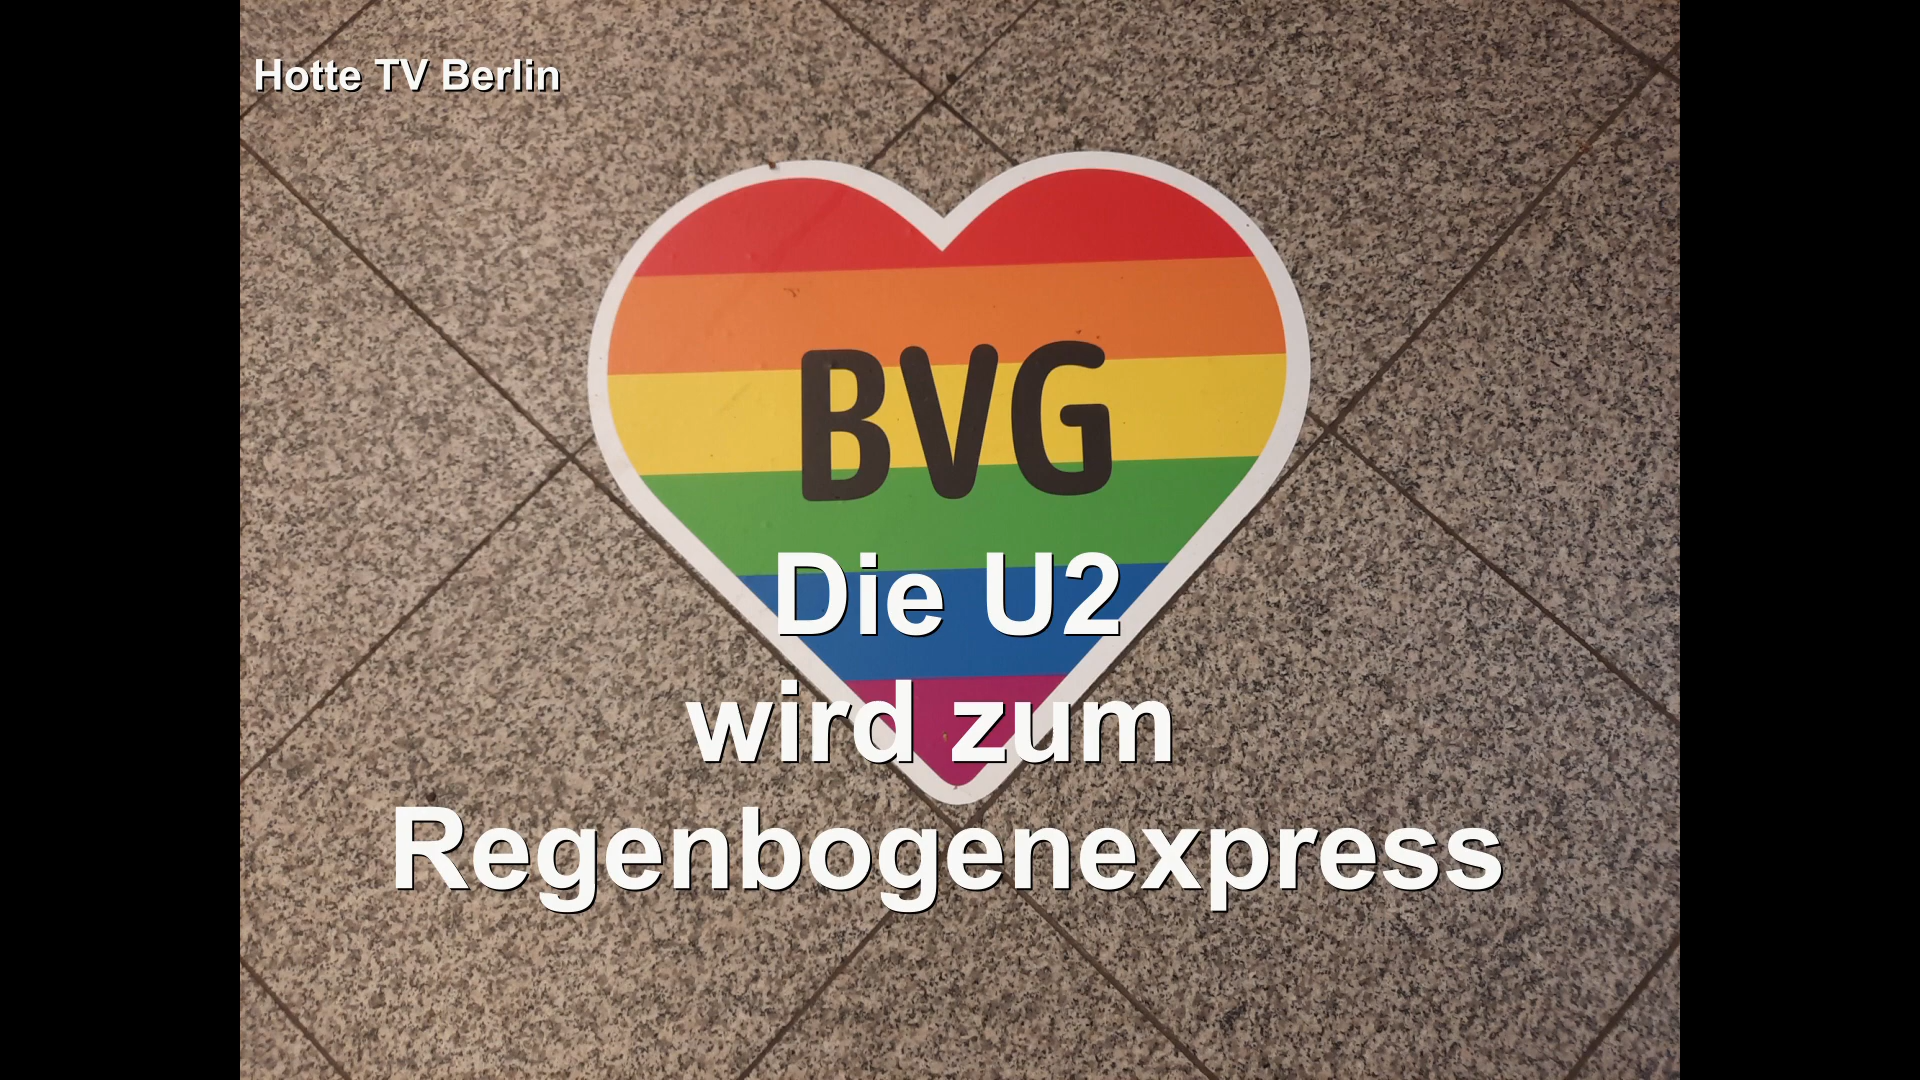 Hotte TV Berlin
BVG
Die U2
wird zum
Regenbogenexpress